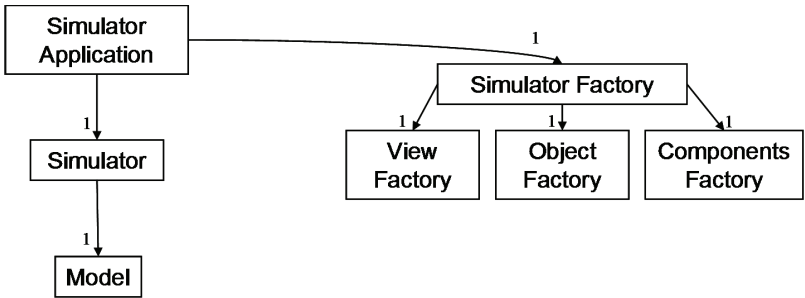 Simulator
Application
1
Simulator Factory
1
Simulator
1
View
Factory
1
Object
Factory
1
Components
Factory
1
Model